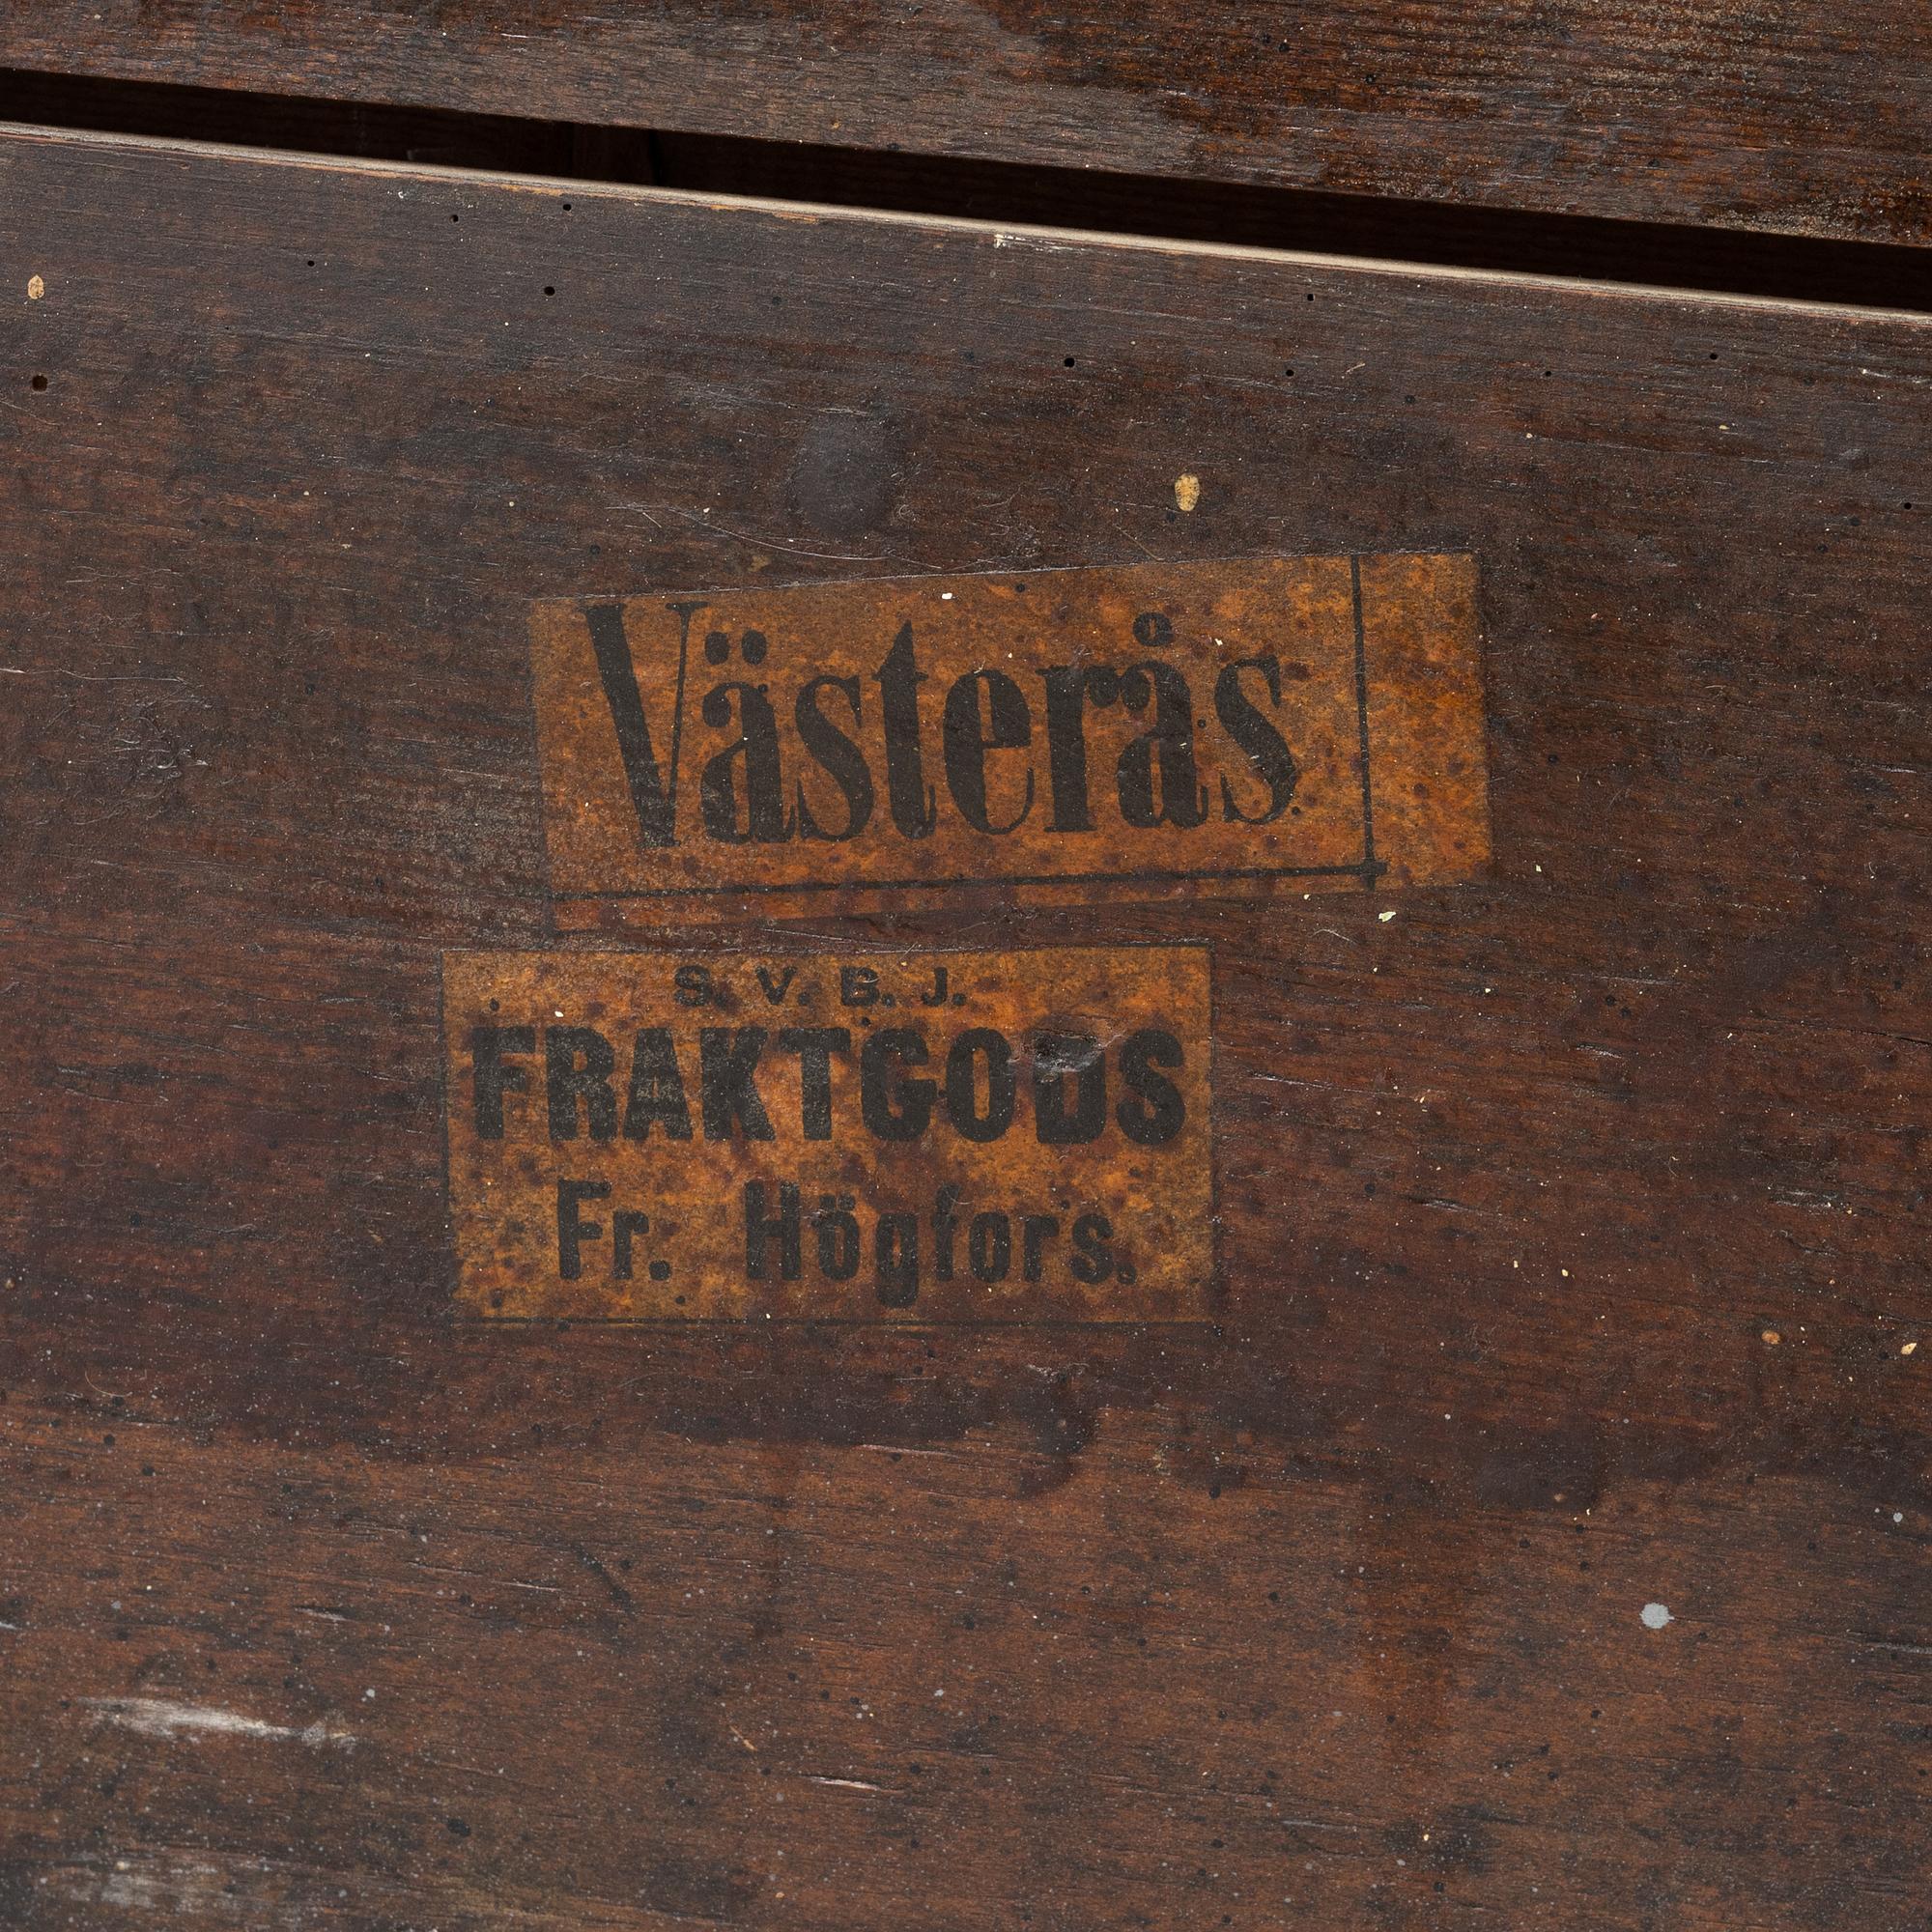 Västerås
S. V. B. J.
FRAKTGODS
Fr. Högfors.